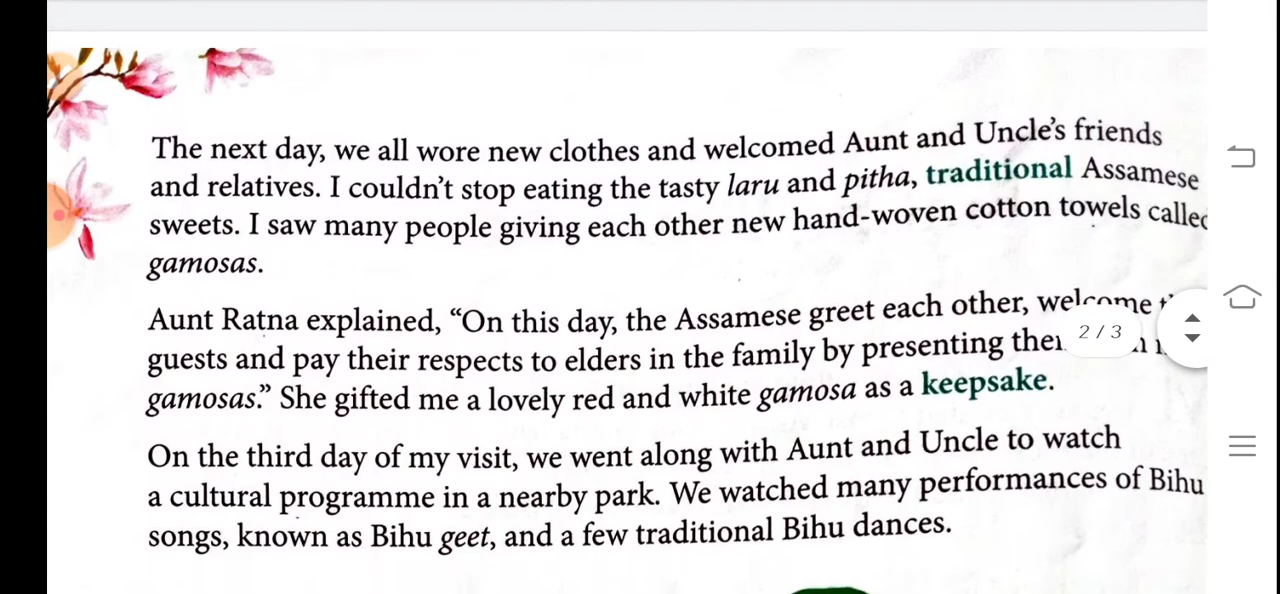 The next day, we all wore new clothes and welcomed Aunt and Uncle's friends
and relatives. I couldn't stop eating the tasty laru and pitha, traditional Assamese
sweets. I saw many people giving each other new hand-woven cotton towels
gamosas.
Aunt Ratna explained, “On this day, the Assamese greet each other, welcome
2 / 3
guests and pay their respects to elders in the family by presenting
gamosas.” She gifted me a lovely red and white gamosa as a keepsake.
On the third day of my visit, we went along with Aunt and Uncle to watch
a cultural programme in a nearby park. We watched many performances of Bihu
songs, known as Bihu geet, and a few traditional Bihu dances.